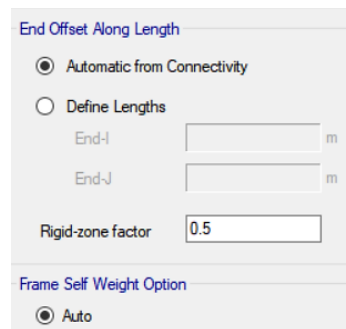 End Offset Along Length
Automatic from Connectivity
Define Lengths
End-I m
End-J m
Rigid-zone factor 0.5
Frame Self Weight Option
Auto